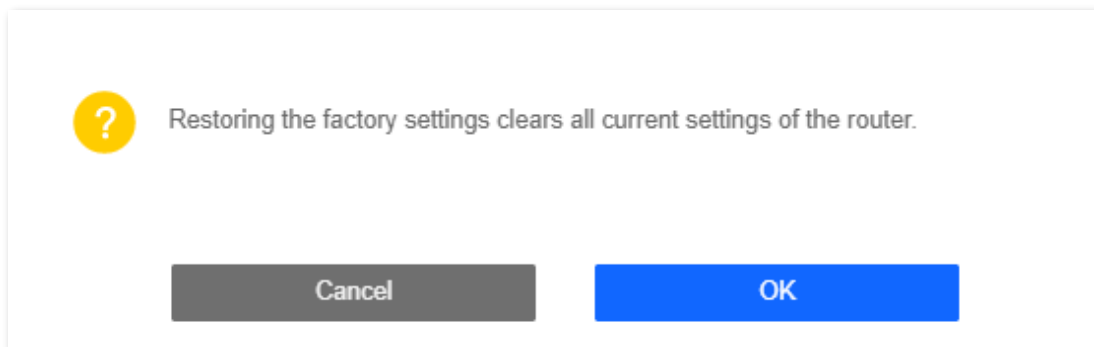 ?
Restoring the factory settings clears all current settings of the router.
Cancel
OK